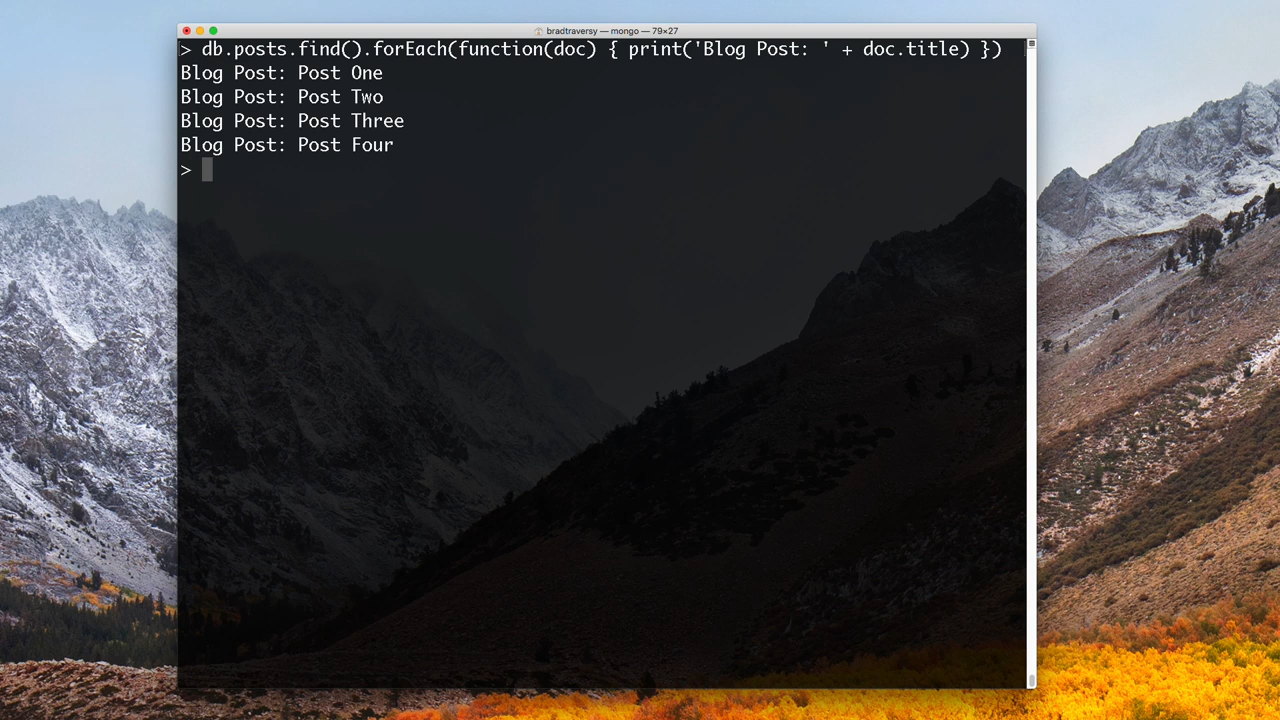 bradtraversy — mongo — 79×27
> db.posts.find().forEach(function(doc) { print('Blog Post: ' + doc.title) })
Blog Post: Post One
Blog Post: Post Two
Blog Post: Post Three
Blog Post: Post Four
>